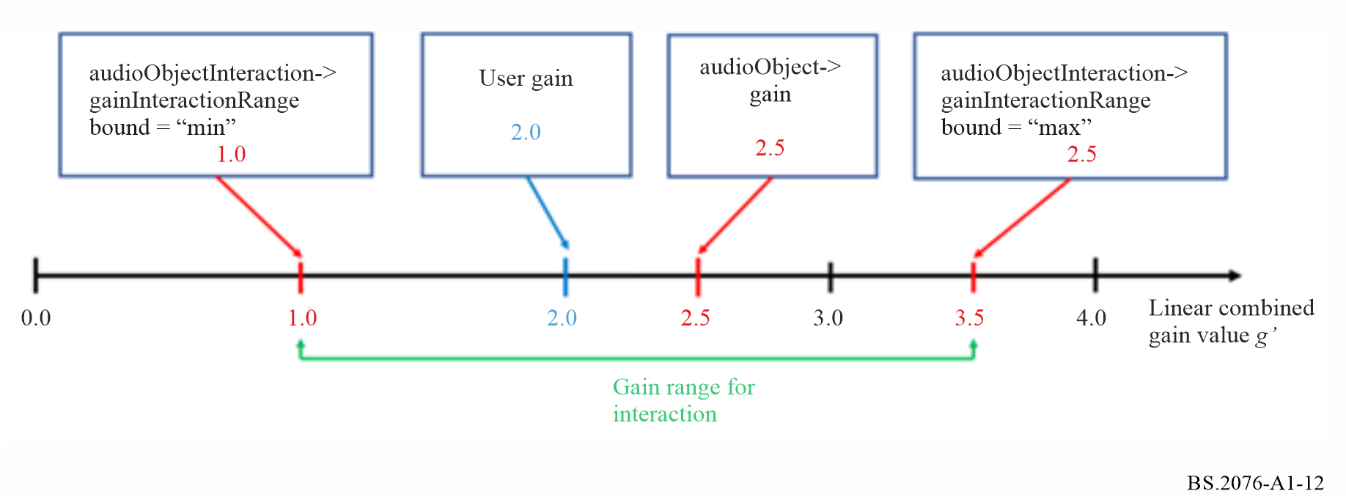 audioObjectInteraction->
gainInteractionRange
bound = “min”
1.0
User gain
2.0
audioObject->
gain
2.5
audioObjectInteraction->
gainInteractionRange
bound = “max”
2.5
0.0
1.0
2.0
2.5
3.0
3.5
4.0
Linear combined
gain value g’
Gain range for
interaction
BS.2076-A1-12